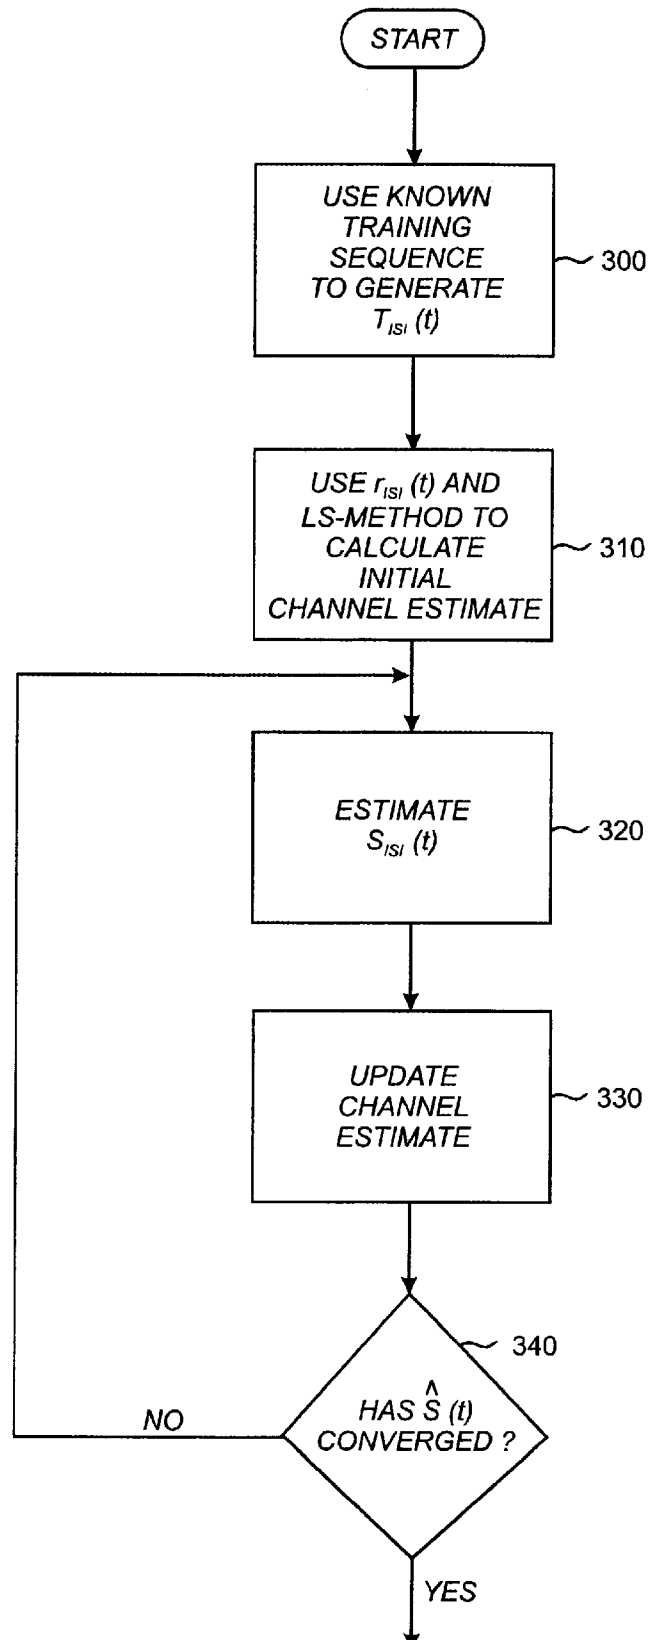 START
USE KNOWN
TRAINING
SEQUENCE
TO GENERATE
T_ISI (t)
300
USE r_ISI (t) AND
LS-METHOD TO
CALCULATE
INITIAL
CHANNEL ESTIMATE
310
ESTIMATE
S_ISI (t)
320
UPDATE
CHANNEL
ESTIMATE
330
340
HAS Ŝ (t)
CONVERGED ?
NO
YES